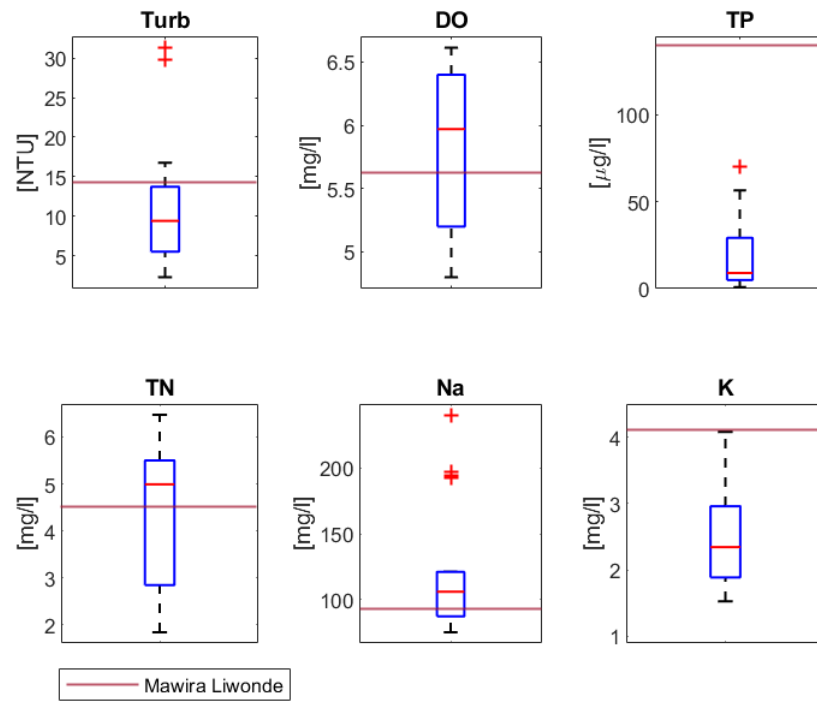 Turb DO TP
[NTU] 30 25 20 15 10 5
[mg/l] 6.5 6 5.5 5
[μg/l] 100 50 0
TN Na K
[mg/l] 6 5 4 3 2
[mg/l] 200 150 100
[mg/l] 4 3 2 1
Mawira Liwonde